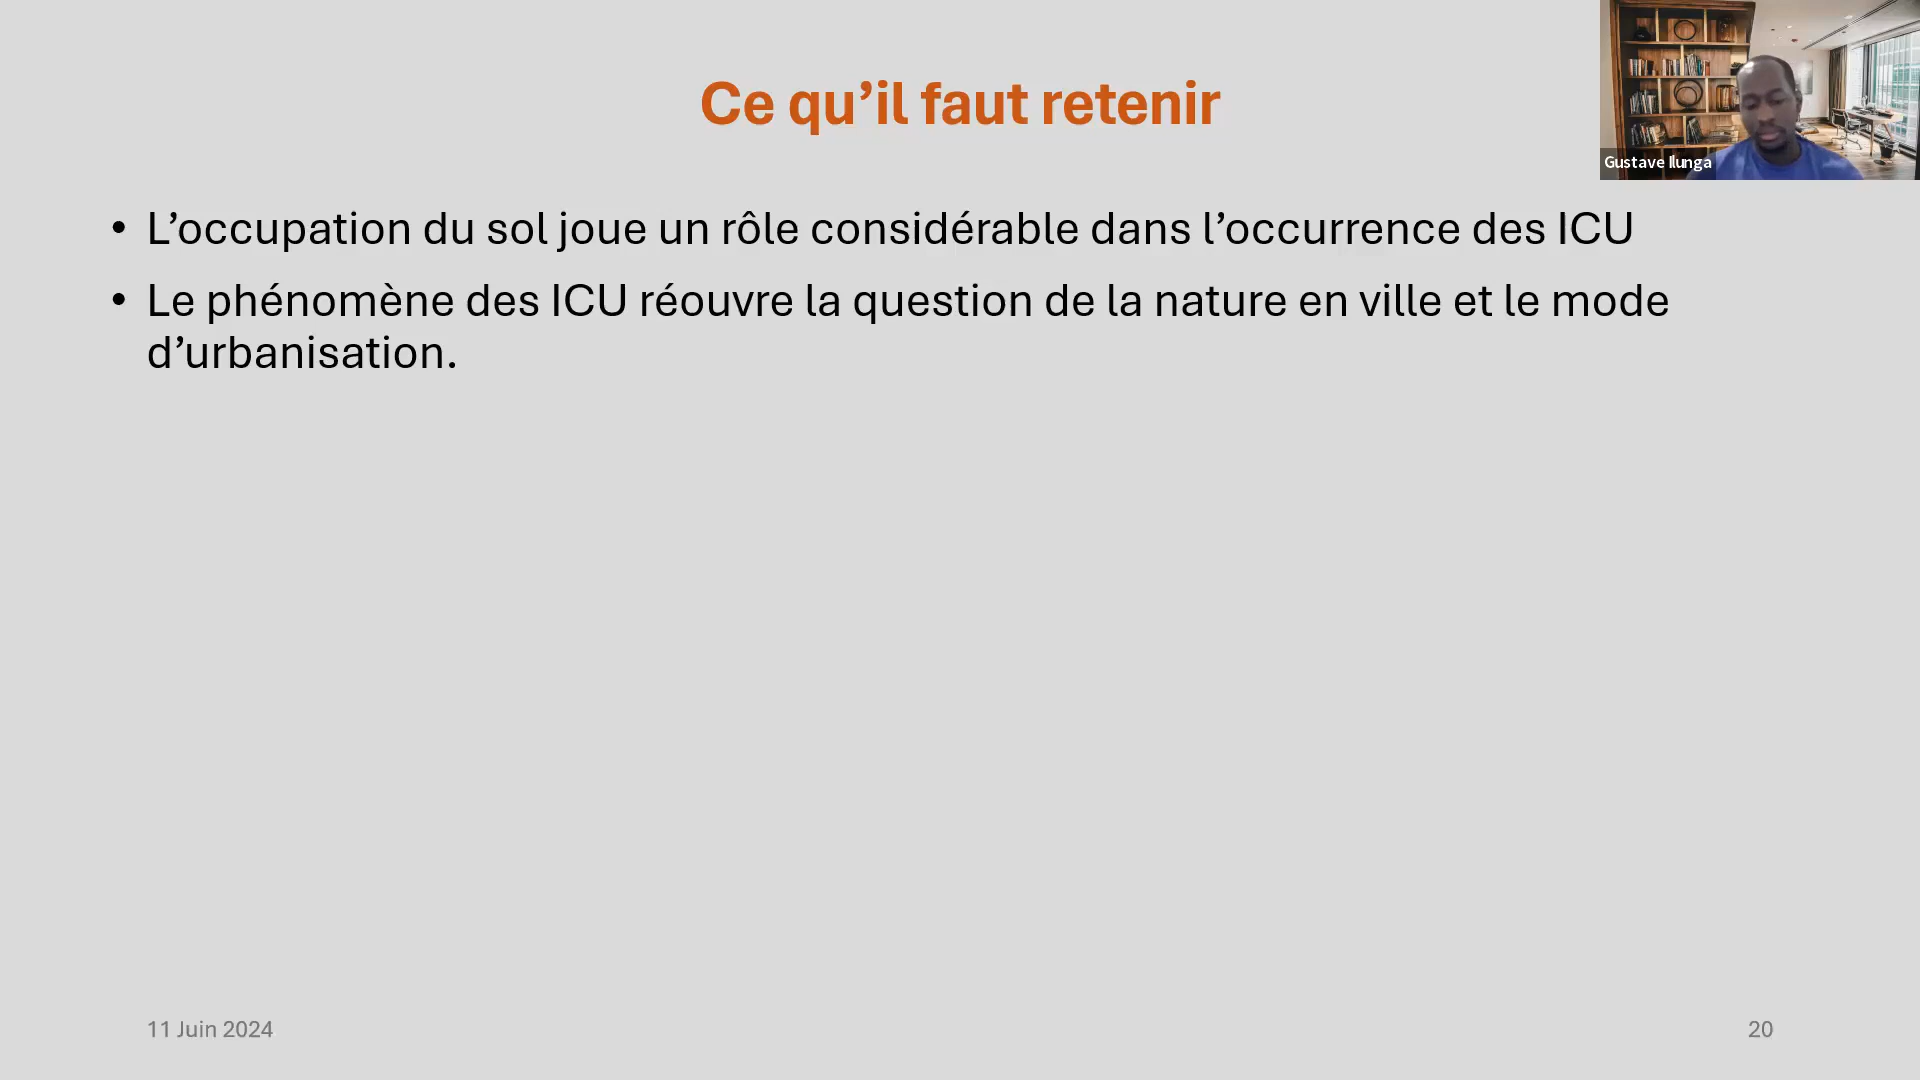 Ce qu’il faut retenir
Gustave Ilunga
• L’occupation du sol joue un rôle considérable dans l’occurrence des ICU
• Le phénomène des ICU réouvre la question de la nature en ville et le mode
d’urbanisation.
11 Juin 2024
20